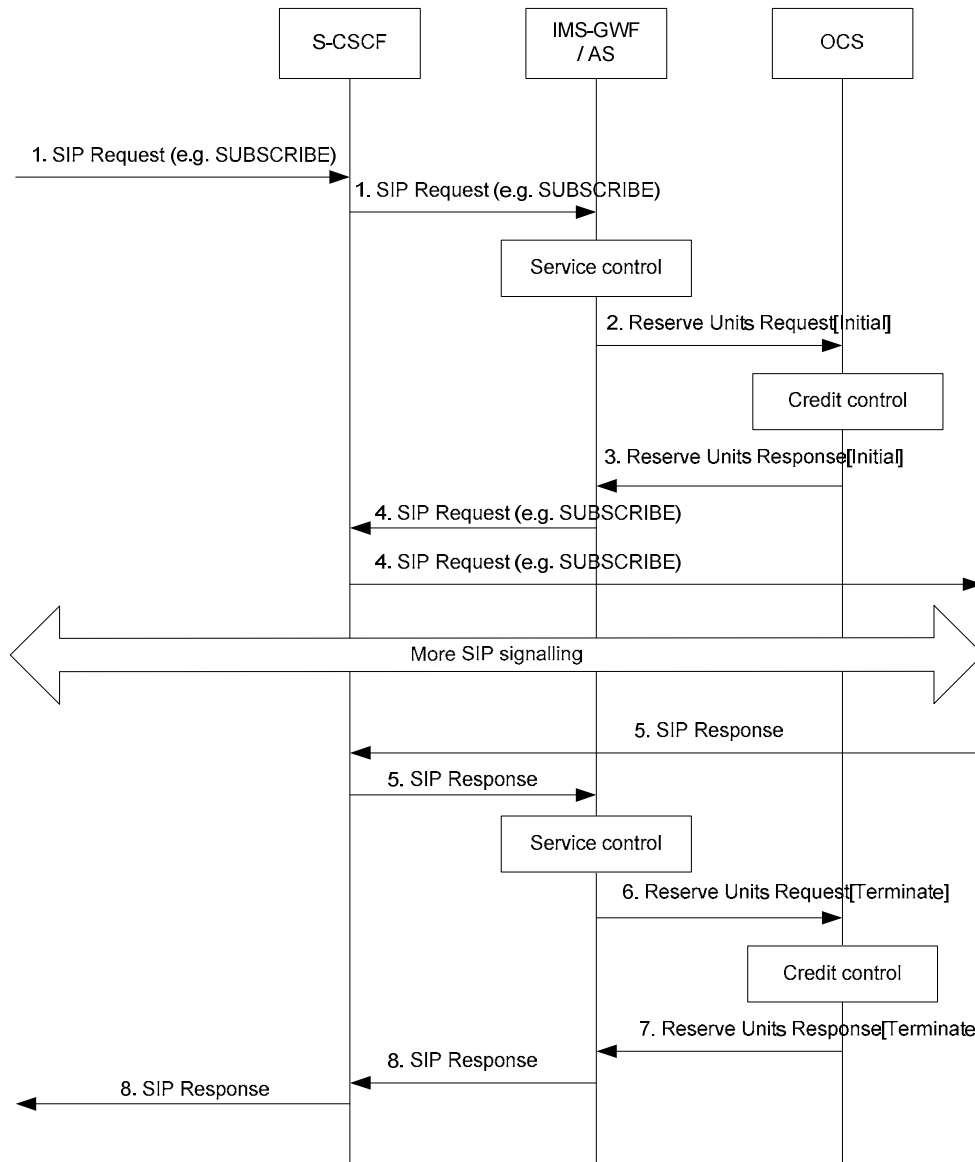 S-CSCF
IMS-GWF
/ AS
OCS
1. SIP Request (e.g. SUBSCRIBE)
1. SIP Request (e.g. SUBSCRIBE)
Service control
2. Reserve Units Request[Initial]
Credit control
3. Reserve Units Response[Initial]
4. SIP Request (e.g. SUBSCRIBE)
4. SIP Request (e.g. SUBSCRIBE)
More SIP signalling
5. SIP Response
5. SIP Response
Service control
6. Reserve Units Request[Terminate]
Credit control
7. Reserve Units Response[Terminate
8. SIP Response
8. SIP Response